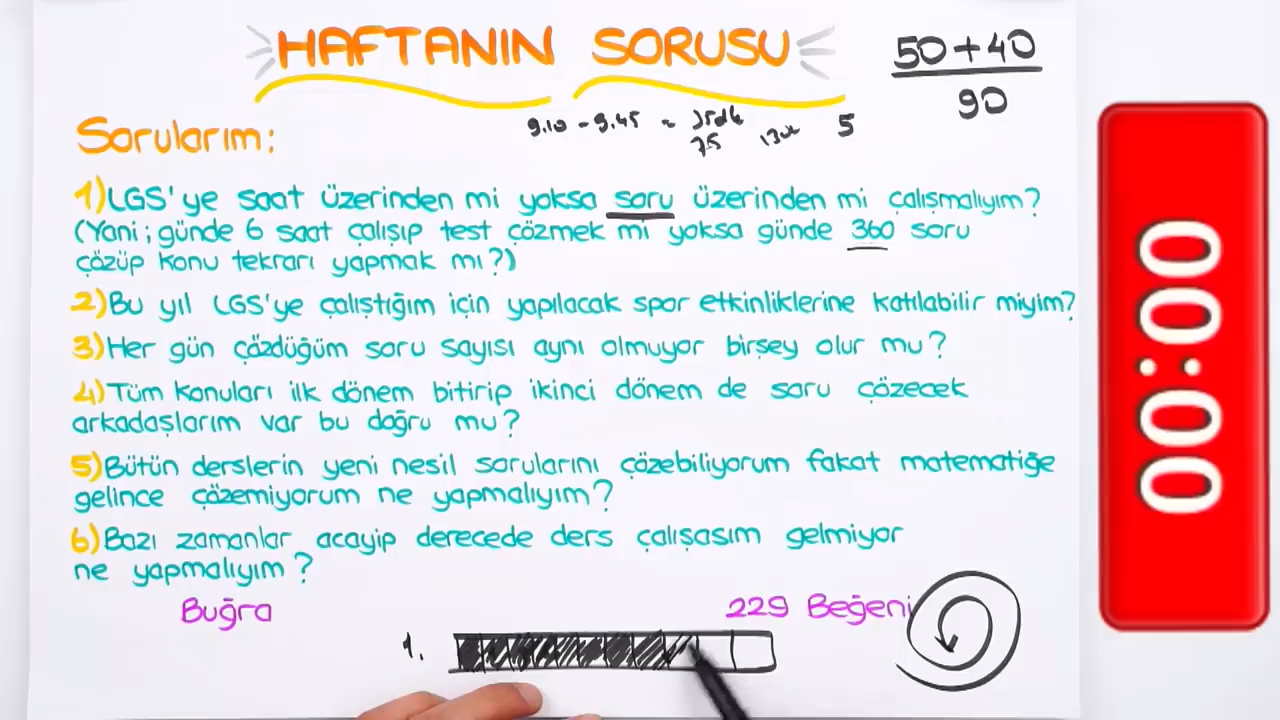 HAFTANIN SORUSU
50+40
90
9.10 - 9.45 =
75
5
Sorularım:
1) LGS'ye saat üzerinden mi yoksa soru üzerinden mi çalışmalıyım?
(Yani; günde 6 saat çalışıp test çözmek mi yoksa günde 360 soru
çözüp konu tekrarı yapmak mı?)
2) Bu yıl LGS'ye çalıştığım için yapılacak spor etkinliklerine katılabilir miyim?
3) Her gün çözdüğüm soru sayısı aynı olmuyor birşey olur mu?
4) Tüm konuları ilk dönem bitirip ikinci dönem de soru çözecek
arkadaşlarım var bu doğru mu?
5) Bütün derslerin yeni nesil sorularını çözebiliyorum fakat matematiğe
gelince çözemiyorum ne yapmalıyım?
6) Bazı zamanlar acayip derecede ders çalışasım gelmiyor
ne yapmalıyım?
Buğra
229 Beğeni
1.
00:00